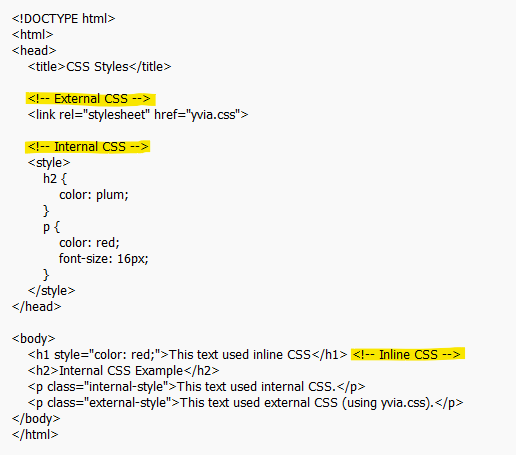 <!DOCTYPE html>
<html>
<head>
<title>CSS Styles</title>
<!-- External CSS -->
<link rel="stylesheet" href="yvia.css">
<!-- Internal CSS -->
<style>
h2 {
color: plum;
}
p {
color: red;
font-size: 16px;
}
</style>
</head>
<body>
<h1 style="color: red;">This text used inline CSS</h1> <!-- Inline CSS -->
<h2>Internal CSS Example</h2>
<p class="internal-style">This text used internal CSS.</p>
<p class="external-style">This text used external CSS (using yvia.css).</p>
</body>
</html>